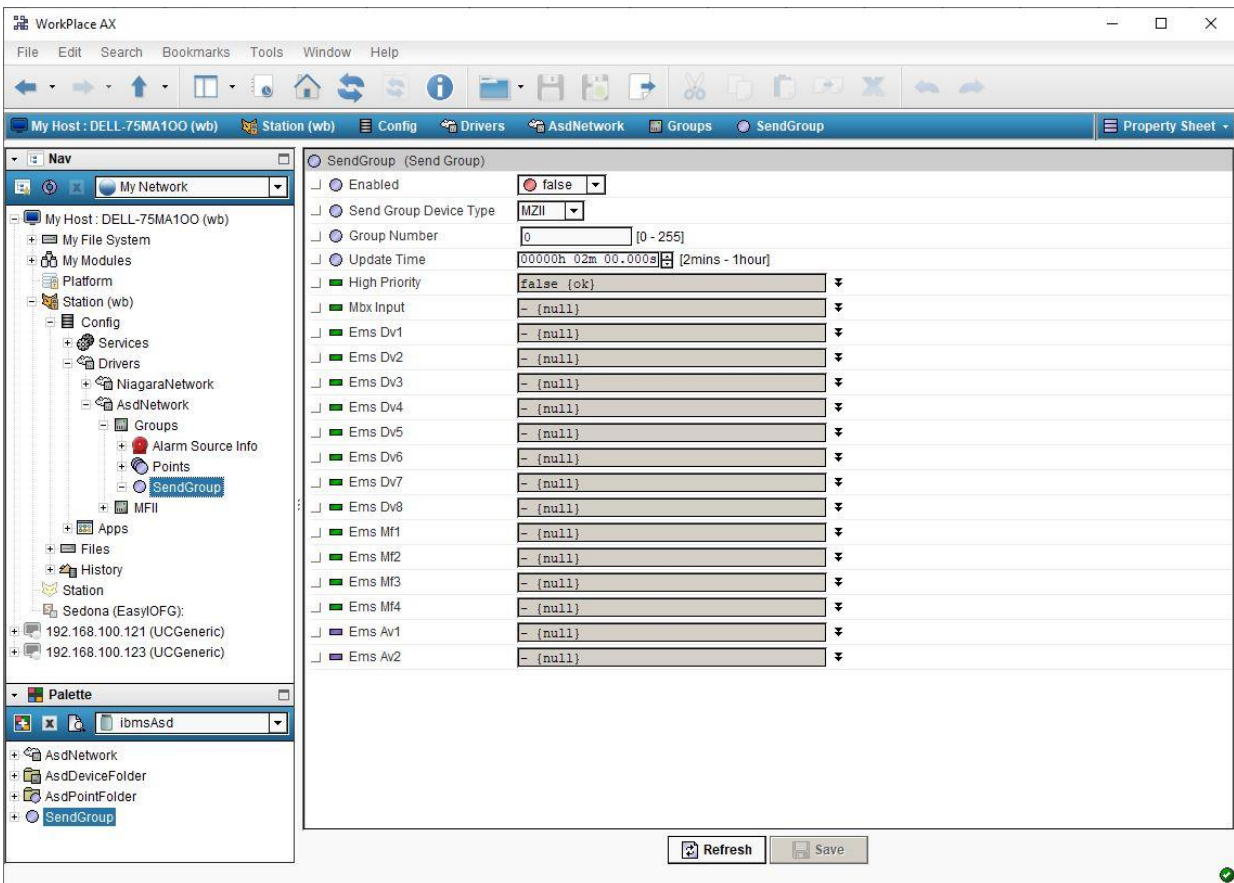 WorkPlace AX
File Edit Search Bookmarks Tools Window Help
My Host : DELL-75MA1OO (wb) Station (wb) Config Drivers AsdNetwork Groups SendGroup Property Sheet
Nav
My Network
My Host : DELL-75MA1OO (wb)
My File System
My Modules
Platform
Station (wb)
Config
Services
Drivers
NiagaraNetwork
AsdNetwork
Groups
Alarm Source Info
Points
SendGroup
MFII
Apps
Files
History
Station
Sedona (EasyIOFG):
192.168.100.121 (UCGeneric)
192.168.100.123 (UCGeneric)
Palette
ibmsAsd
AsdNetwork
AsdDeviceFolder
AsdPointFolder
SendGroup
SendGroup (Send Group)
Enabled false
Send Group Device Type MZII
Group Number 0 [0 - 255]
Update Time 00000h 02m 00.000s [2mins - 1hour]
High Priority false {ok}
Mbx Input - {null}
Ems Dv1 - {null}
Ems Dv2 - {null}
Ems Dv3 - {null}
Ems Dv4 - {null}
Ems Dv5 - {null}
Ems Dv6 - {null}
Ems Dv7 - {null}
Ems Dv8 - {null}
Ems Mf1 - {null}
Ems Mf2 - {null}
Ems Mf3 - {null}
Ems Mf4 - {null}
Ems Av1 - {null}
Ems Av2 - {null}
Refresh Save